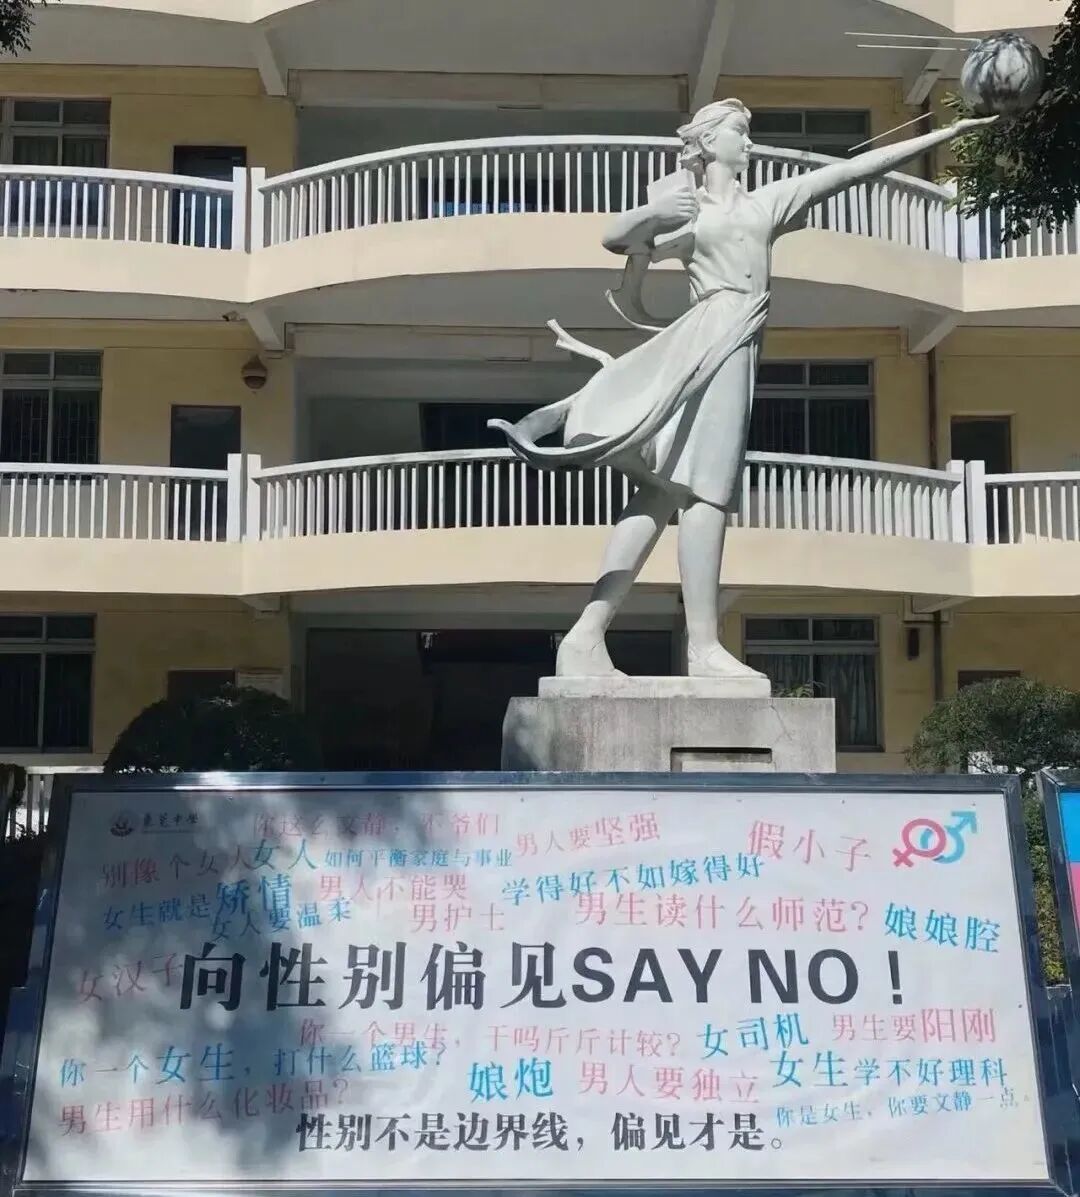 東莞中學
你这么文静，不爷们
男人要坚强
假小子
别像个女人
女人如何平衡家庭与事业
女生就是矫情
男人不能哭
学得好不如嫁得好
女人要温柔
男护士
男生读什么师范？
娘娘腔
女汉子
向性别偏见SAY NO！
你一个男生，干吗斤斤计较？
女司机
男生要阳刚
你一个女生，打什么篮球？
娘炮
男人要独立
女生学不好理科
男生用什么化妆品？
你是女生，你要文静一点。
性别不是边界线，偏见才是。